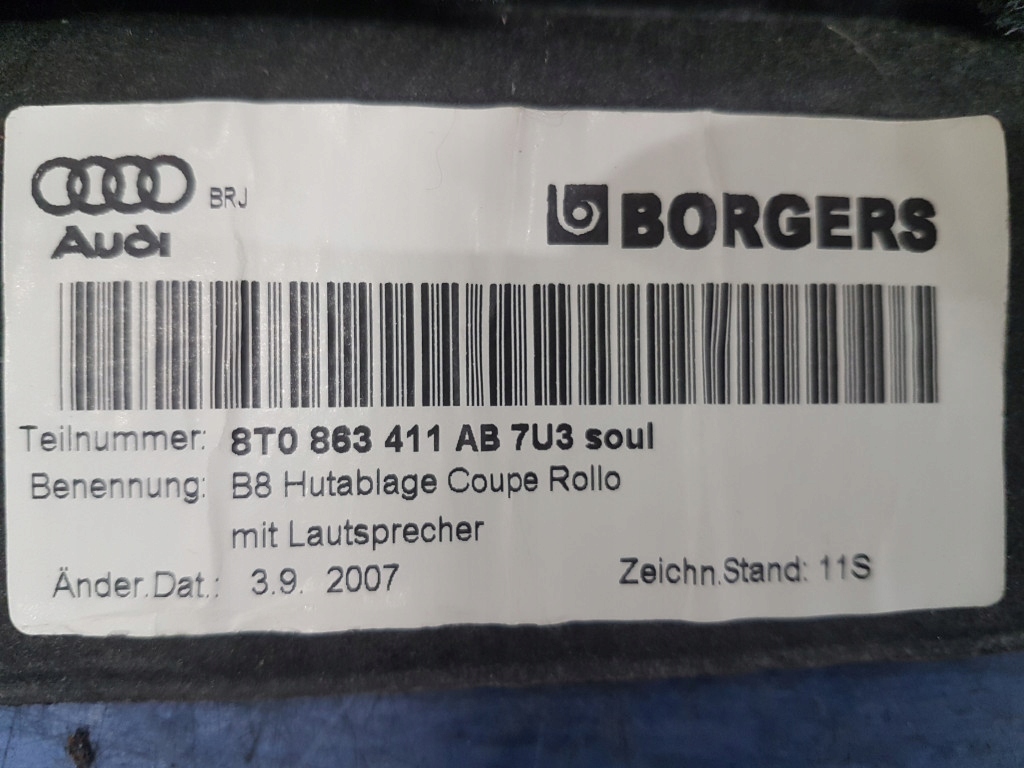 Audi BRJ
BORGERS
Teilnummer: 8T0 863 411 AB 7U3 soul
Benennung: B8 Hutablage Coupe Rollo
mit Lautsprecher
Änder.Dat.: 3.9. 2007 Zeichn.Stand: 11S